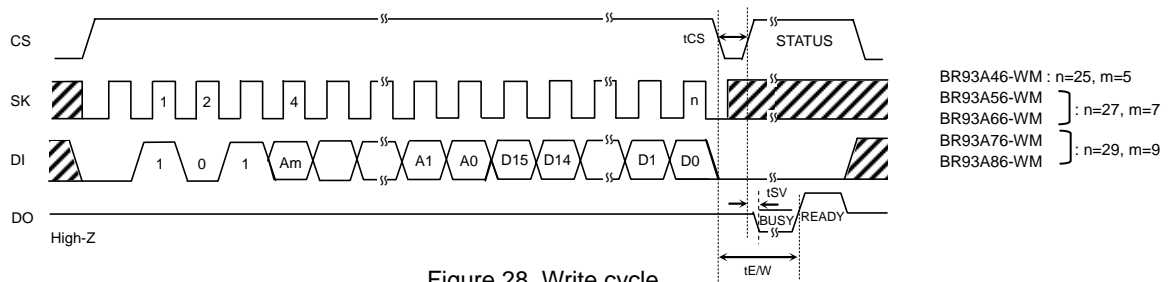 CS
tCS
STATUS
SK
1
2
4
n
BR93A46-WM : n=25, m=5
BR93A56-WM
BR93A66-WM
: n=27, m=7
BR93A76-WM
BR93A86-WM
: n=29, m=9
DI
1
0
1
Am
A1
A0
D15
D14
D1
D0
tSV
DO
BUSY
READY
High-Z
tE/W
Figure 28. Write cycle